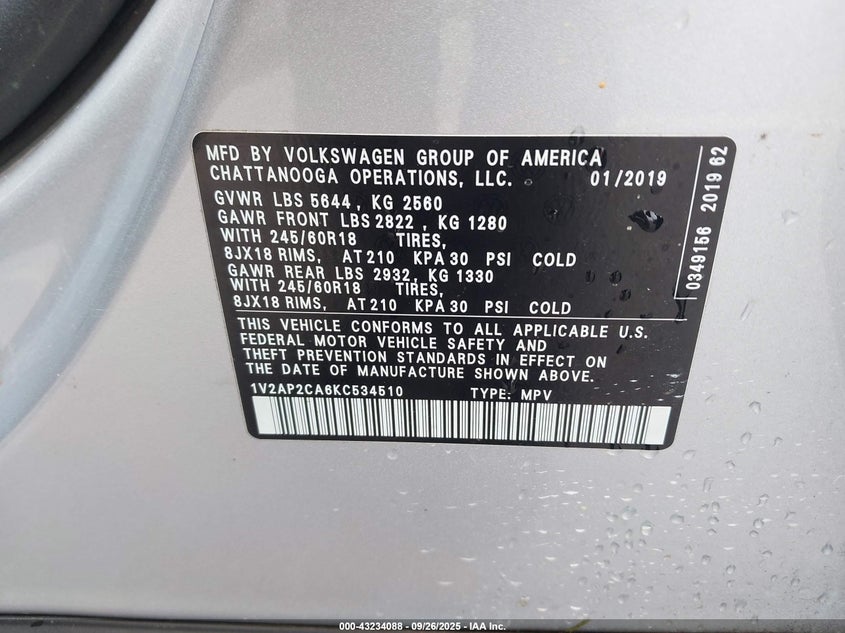 MFD BY VOLKSWAGEN GROUP OF AMERICA
CHATTANOOGA OPERATIONS, LLC. 01/2019
GVWR LBS 5644, KG 2560
GAWR FRONT LBS 2822, KG 1280
WITH 245/60R18 TIRES,
8JX18 RIMS, AT 210 KPA 30 PSI COLD
GAWR REAR LBS 2932, KG 1330
WITH 245/60R18 TIRES,
8JX18 RIMS, AT 210 KPA 30 PSI COLD
THIS VEHICLE CONFORMS TO ALL APPLICABLE U.S.
FEDERAL MOTOR VEHICLE SAFETY AND
THEFT PREVENTION STANDARDS IN EFFECT ON
THE DATE OF MANUFACTURE SHOWN ABOVE.
1V2AP2CA6KC534510 TYPE: MPV
0349156 2019 62
000-43234088 - 09/26/2025 - IAA Inc.